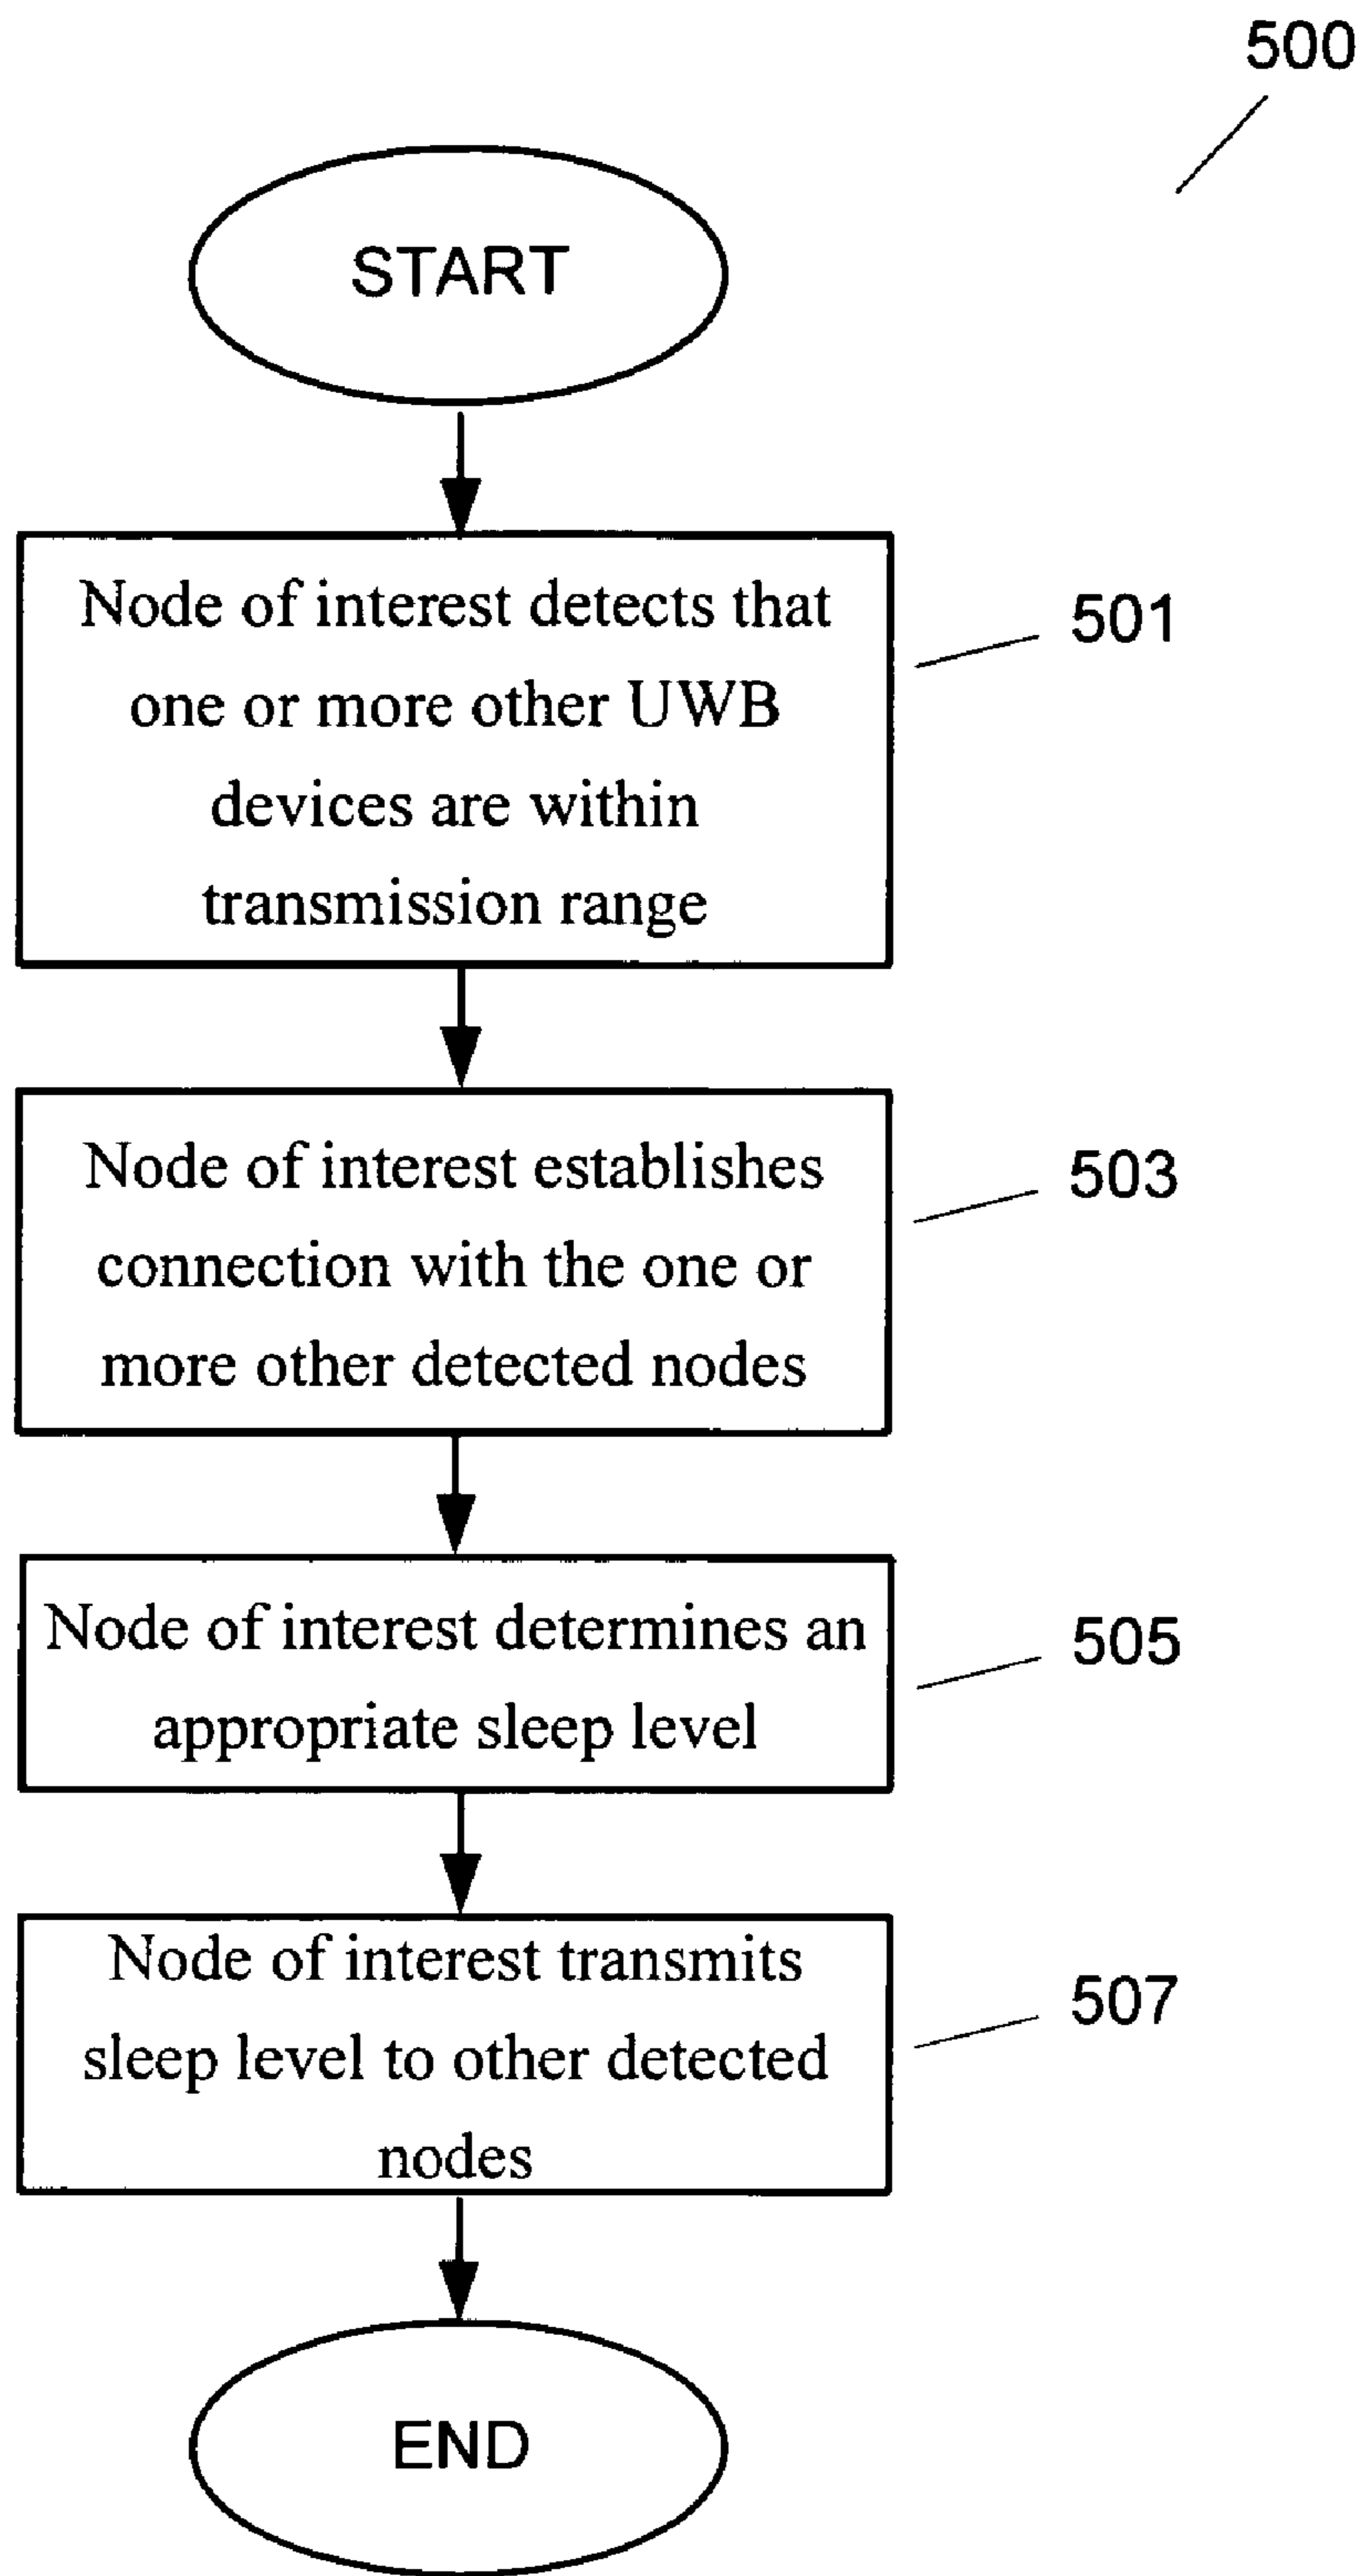 500
START
Node of interest detects that
one or more other UWB
devices are within
transmission range
501
Node of interest establishes
connection with the one or
more other detected nodes
503
Node of interest determines an
appropriate sleep level
505
Node of interest transmits
sleep level to other detected
nodes
507
END